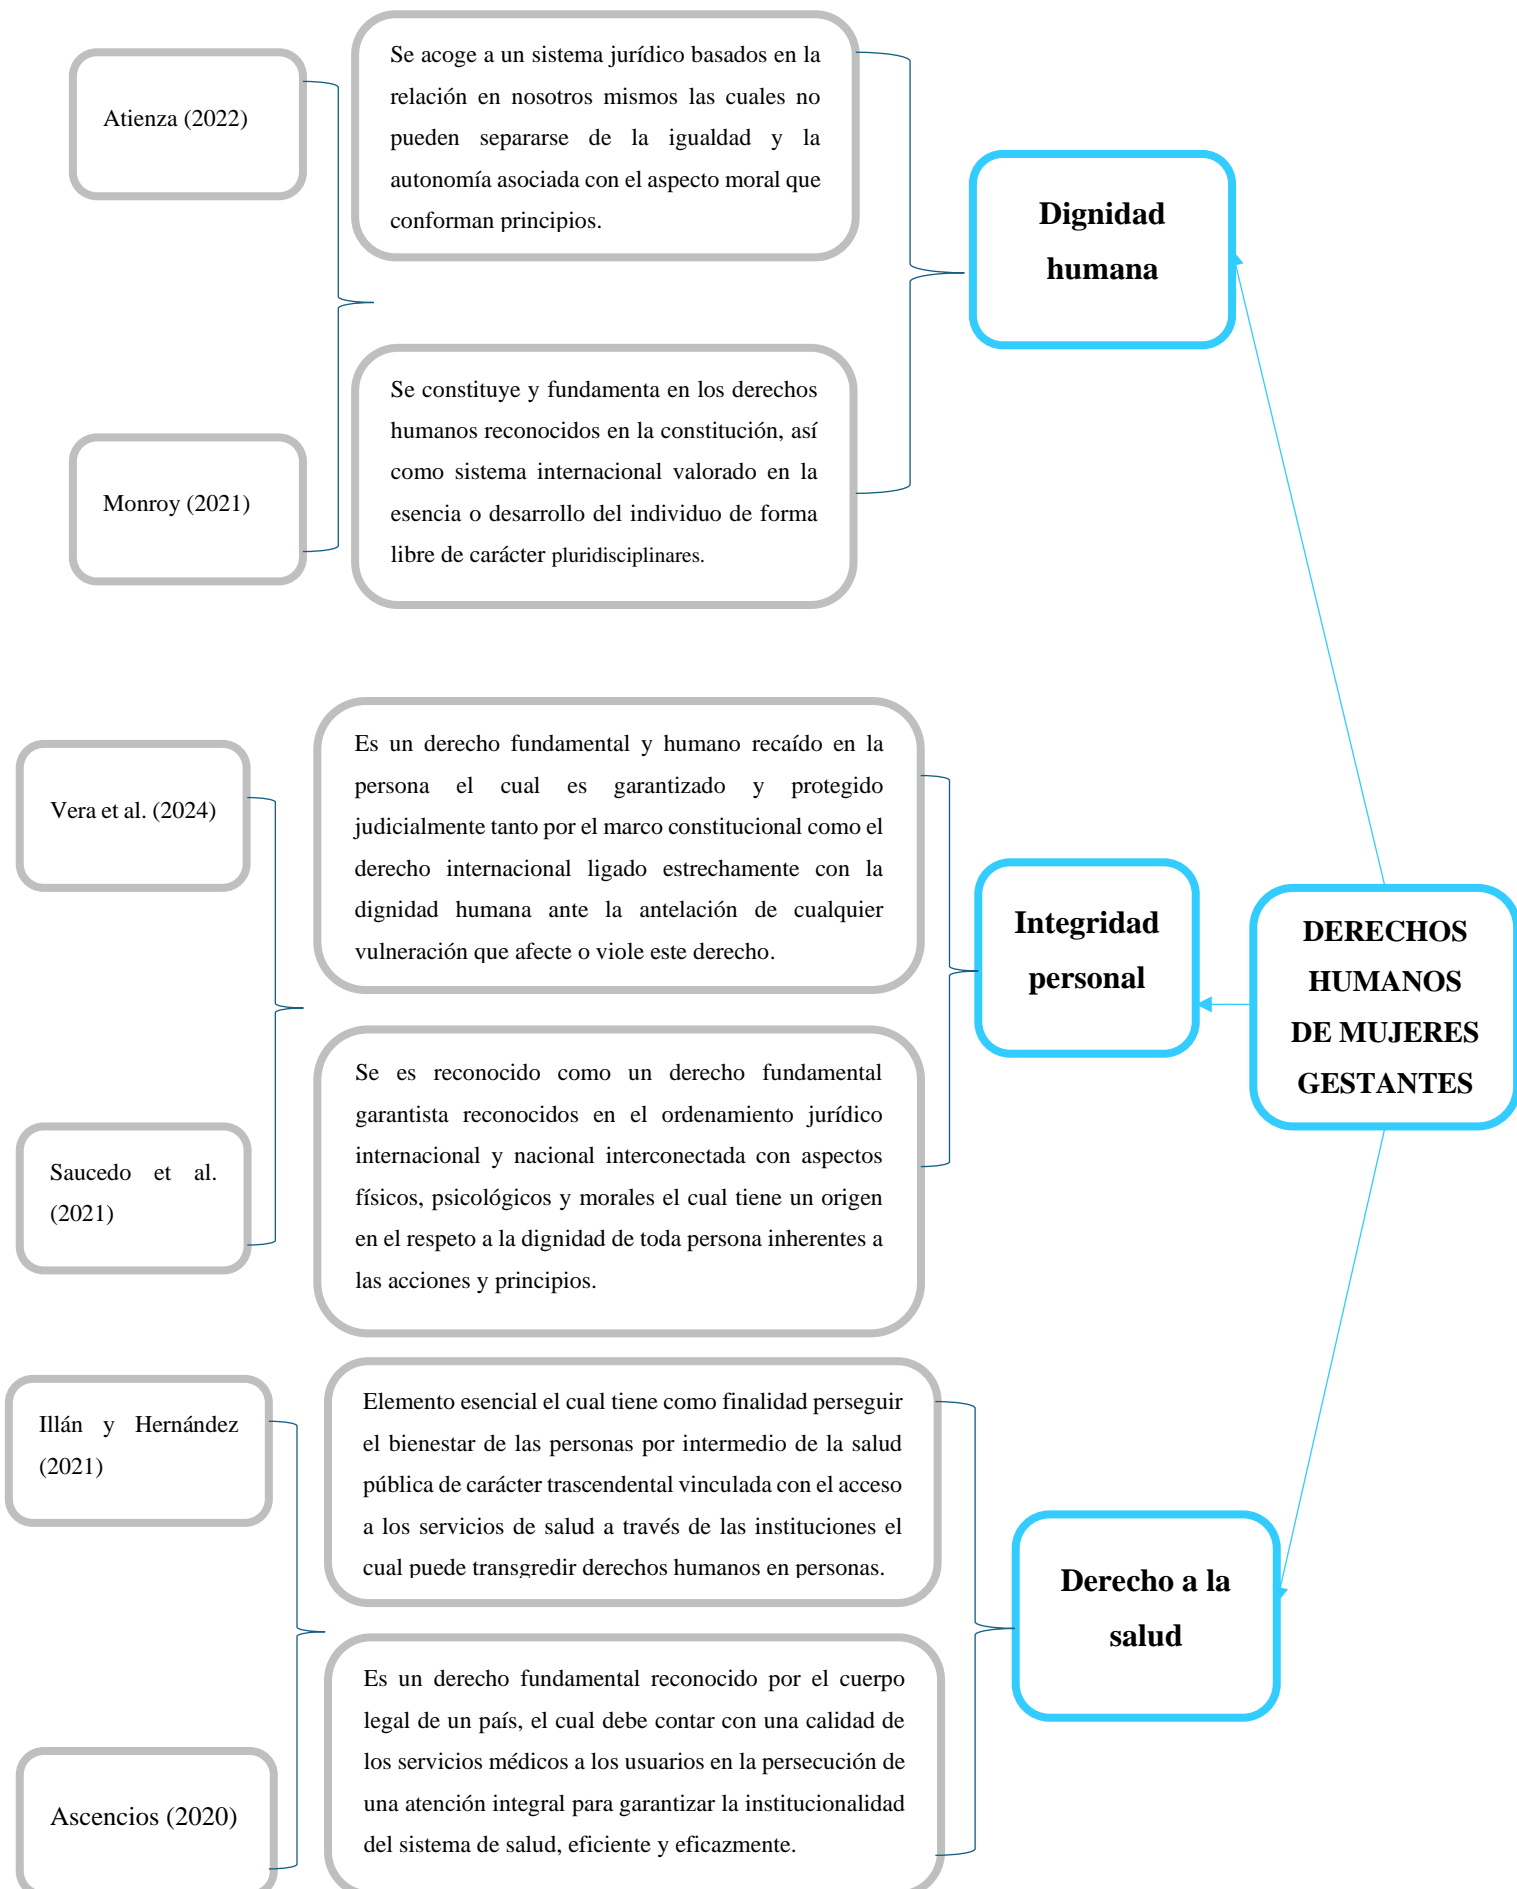 Atienza (2022)
Se acoge a un sistema jurídico basados en la
relación en nosotros mismos las cuales no
pueden separarse de la igualdad y la
autonomía asociada con el aspecto moral que
conforman principios.
Dignidad
humana
Monroy (2021)
Se constituye y fundamenta en los derechos
humanos reconocidos en la constitución, así
como sistema internacional valorado en la
esencia o desarrollo del individuo de forma
libre de carácter pluridisciplinares.
Vera et al. (2024)
Es un derecho fundamental y humano recaído en la
persona el cual es garantizado y protegido
judicialmente tanto por el marco constitucional como el
derecho internacional ligado estrechamente con la
dignidad humana ante la antelación de cualquier
vulneración que afecte o viole este derecho.
Integridad
personal
DERECHOS
HUMANOS
DE MUJERES
GESTANTES
Saucedo et al.
(2021)
Se es reconocido como un derecho fundamental
garantista reconocidos en el ordenamiento jurídico
internacional y nacional interconectada con aspectos
físicos, psicológicos y morales el cual tiene un origen
en el respeto a la dignidad de toda persona inherentes a
las acciones y principios.
Illán y Hernández
(2021)
Elemento esencial el cual tiene como finalidad perseguir
el bienestar de las personas por intermedio de la salud
pública de carácter trascendental vinculada con el acceso
a los servicios de salud a través de las instituciones el
cual puede transgredir derechos humanos en personas.
Derecho a la
salud
Ascencios (2020)
Es un derecho fundamental reconocido por el cuerpo
legal de un país, el cual debe contar con una calidad de
los servicios médicos a los usuarios en la persecución de
una atención integral para garantizar la institucionalidad
del sistema de salud, eficiente y eficazmente.